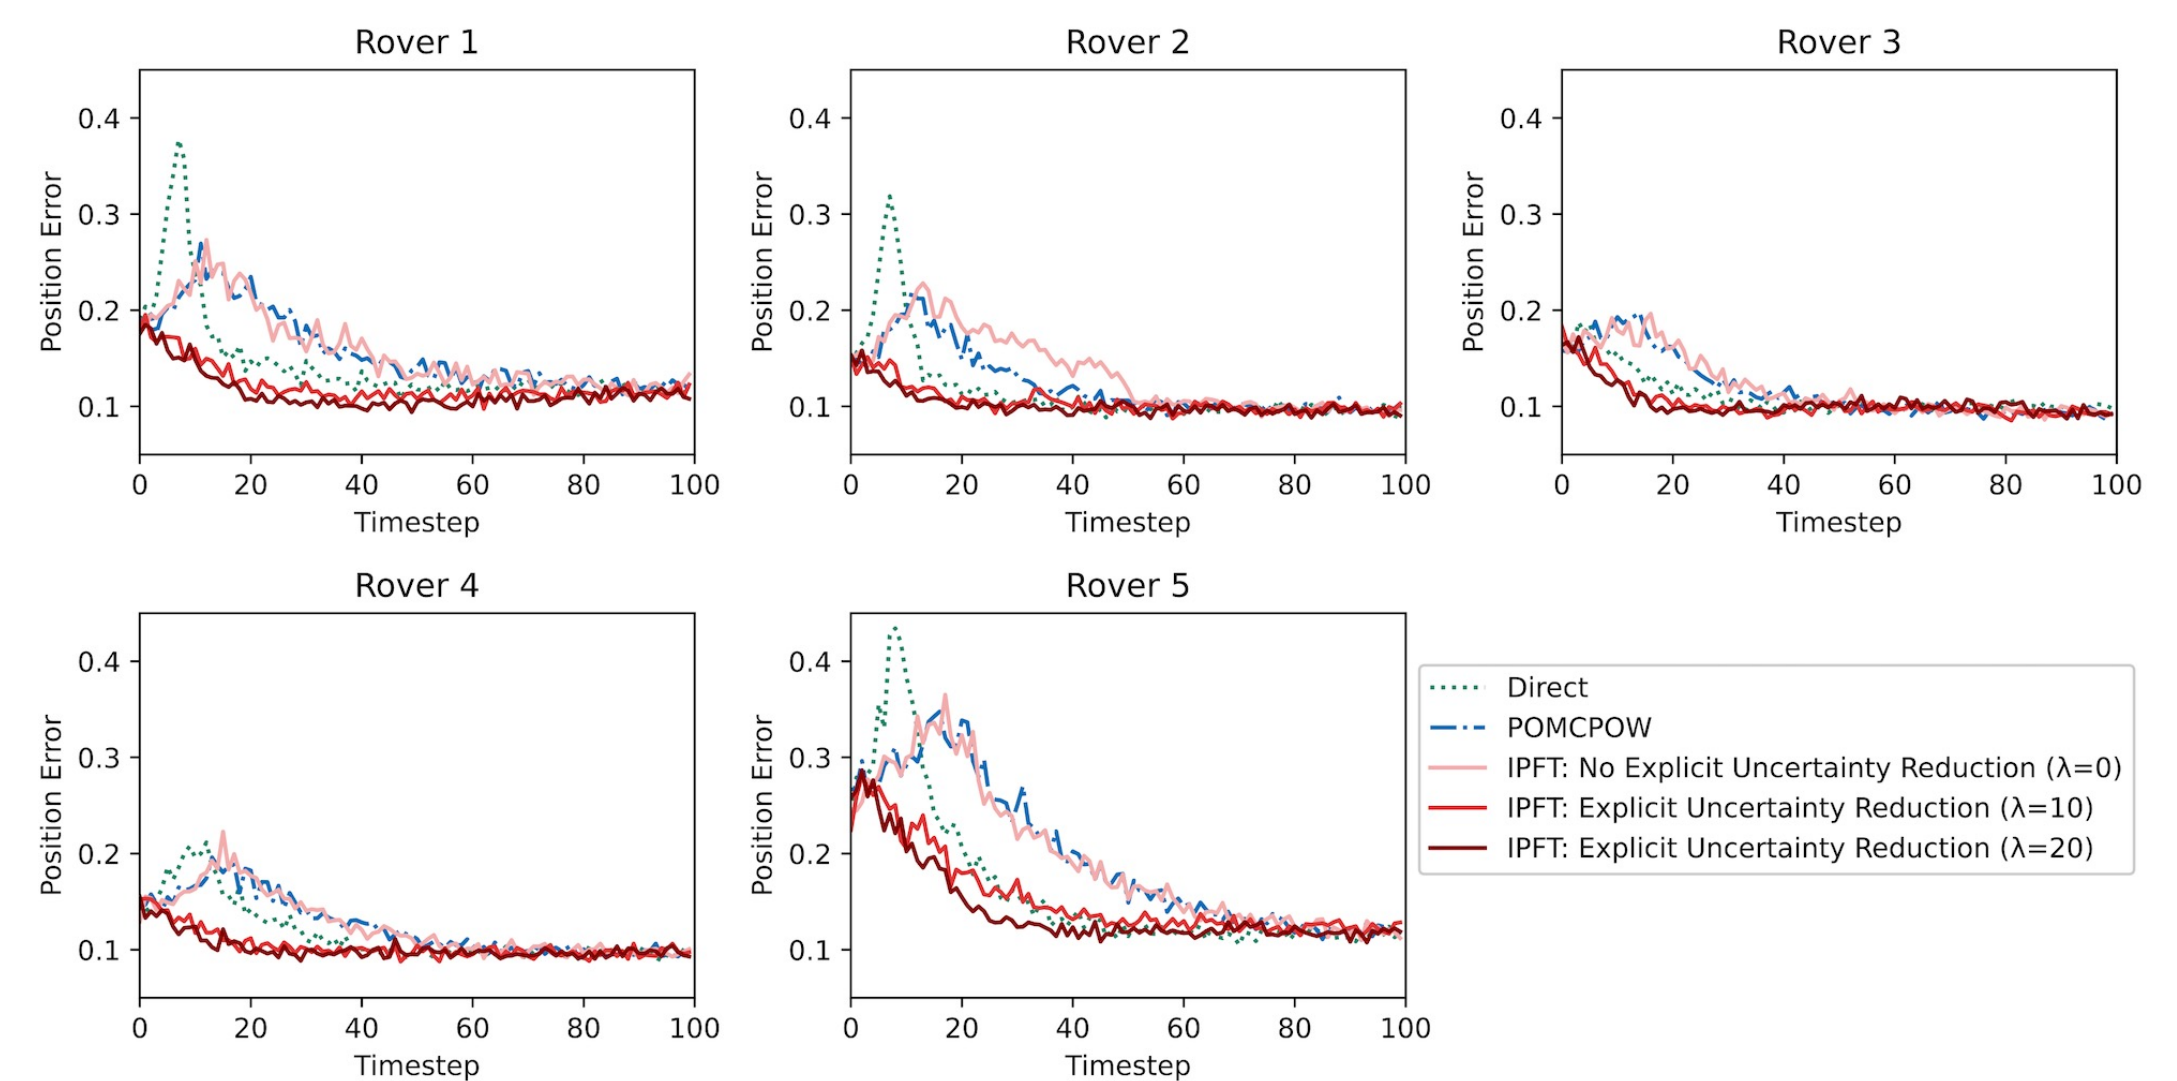 Rover 1
Rover 2
Rover 3
Position Error
0.4
0.3
0.2
0.1
0 20 40 60 80 100
Timestep
Position Error
0.4
0.3
0.2
0.1
0 20 40 60 80 100
Timestep
Position Error
0.4
0.3
0.2
0.1
0 20 40 60 80 100
Timestep
Rover 4
Rover 5
Position Error
0.4
0.3
0.2
0.1
0 20 40 60 80 100
Timestep
Position Error
0.4
0.3
0.2
0.1
0 20 40 60 80 100
Timestep
Direct
POMCPOW
IPFT: No Explicit Uncertainty Reduction (λ=0)
IPFT: Explicit Uncertainty Reduction (λ=10)
IPFT: Explicit Uncertainty Reduction (λ=20)